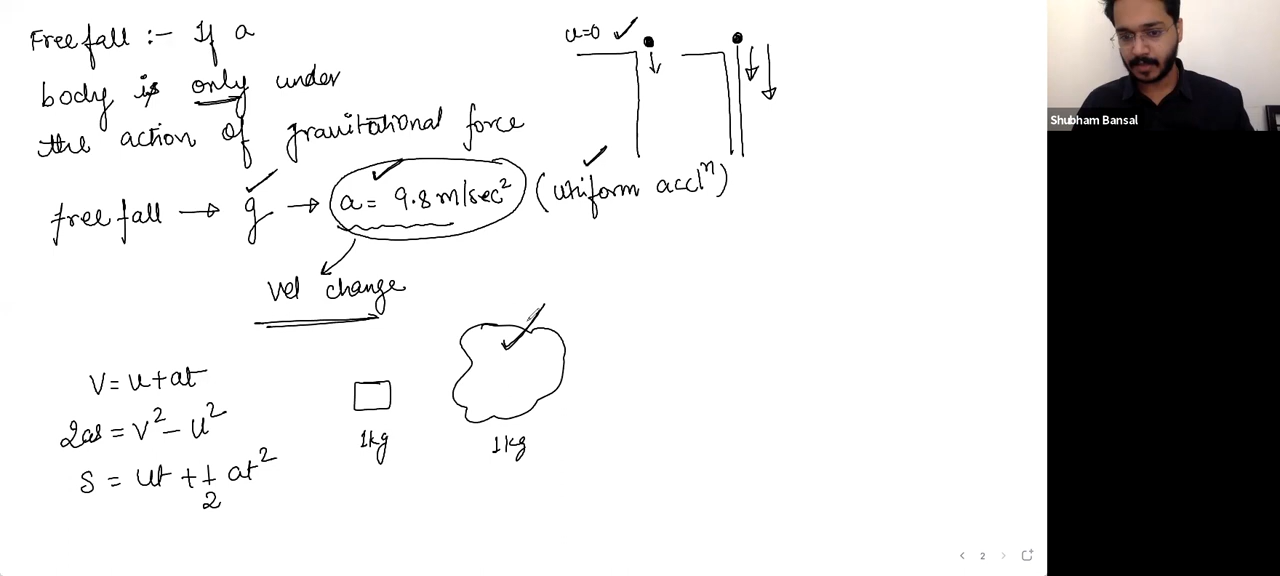 Free fall :- If a
body is only under
the action of gravitational force
free fall → g → a = 9.8 m/sec² (uniform acclⁿ)
Vel change
u=0
V = u + at
2as = V² - U²
S = ut + 1/2 at²
1kg
1kg
Shubham Bansal
2